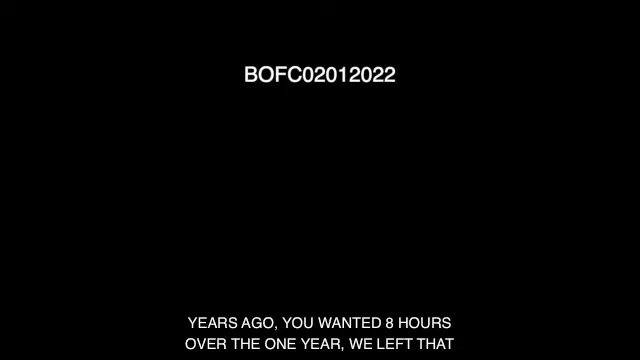 BOFC02012022
YEARS AGO, YOU WANTED 8 HOURS
OVER THE ONE YEAR, WE LEFT THAT